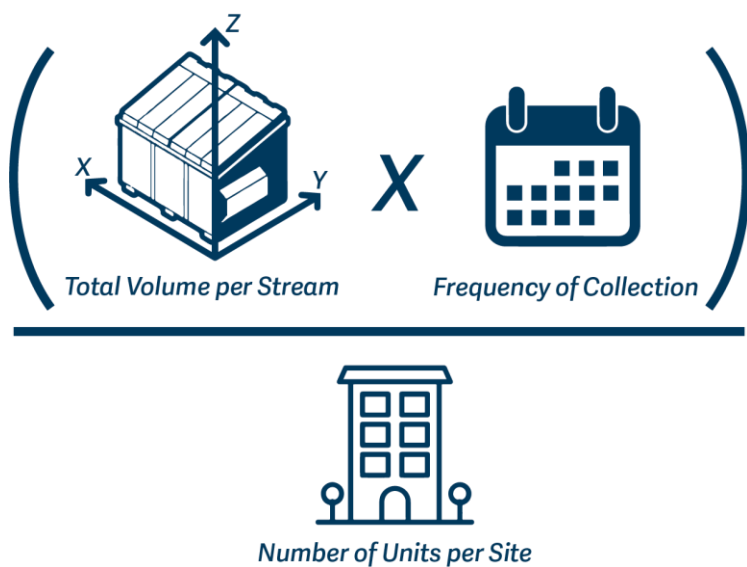 Z
X
Y
X
Total Volume per Stream
Frequency of Collection
Number of Units per Site